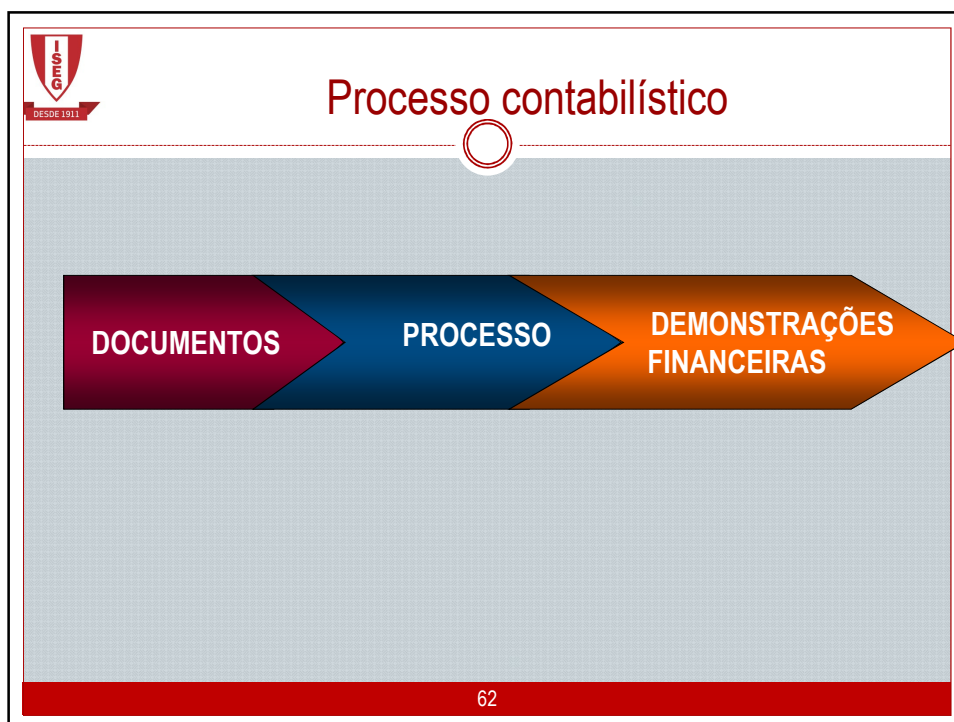 ISEG
DESDE 1911
Processo contabilístico
DOCUMENTOS
PROCESSO
DEMONSTRAÇÕES
FINANCEIRAS
62